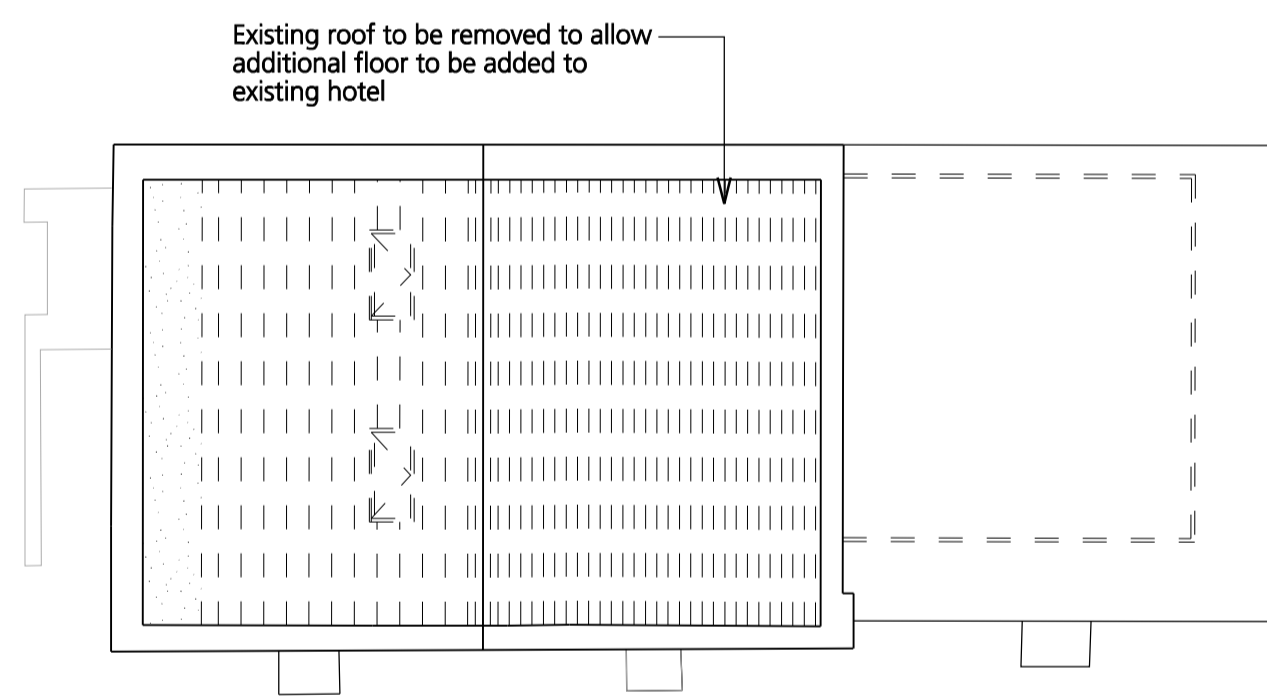 Existing roof to be removed to allow
additional floor to be added to
existing hotel